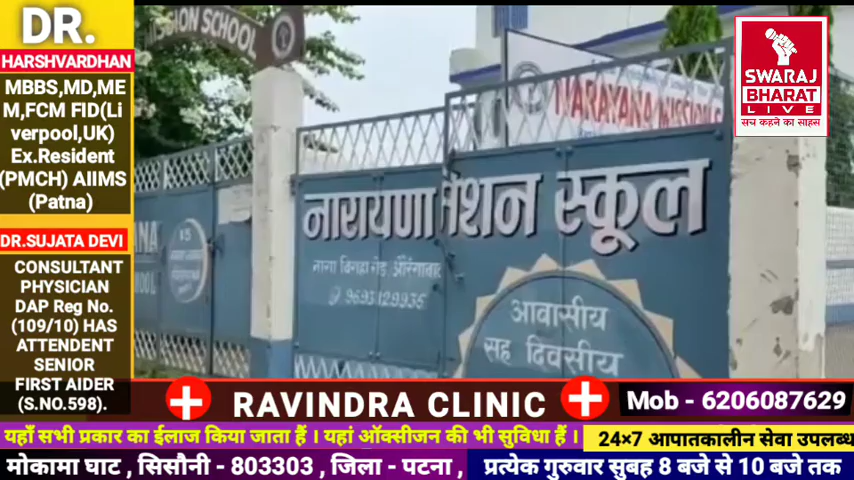 DR.
HARSHVARDHAN
MBBS,MD,ME
M,FCM FID(Li
verpool,UK)
Ex.Resident
(PMCH) AIIMS
(Patna)
DR.SUJATA DEVI
CONSULTANT
PHYSICIAN
DAP Reg No.
(109/10) HAS
ATTENDENT
SENIOR
FIRST AIDER
(S.NO.598).
MISSION SCHOOL
NARAYANA MISSION
नारायणा मिशन स्कूल
नागा बिगहा रोड औरंगाबाद
आवासीय
सह दिवसीय
SWARAJ
BHARAT
LIVE
सच कहने का साहस
RAVINDRA CLINIC
Mob - 6206087629
यहाँ सभी प्रकार का ईलाज किया जाता हैं । यहां ऑक्सीजन की भी सुविधा हैं ।
24×7 आपातकालीन सेवा उपलब्ध
मोकामा घाट , सिसौनी - 803303 , जिला - पटना ,
प्रत्येक गुरुवार सुबह 8 बजे से 10 बजे तक